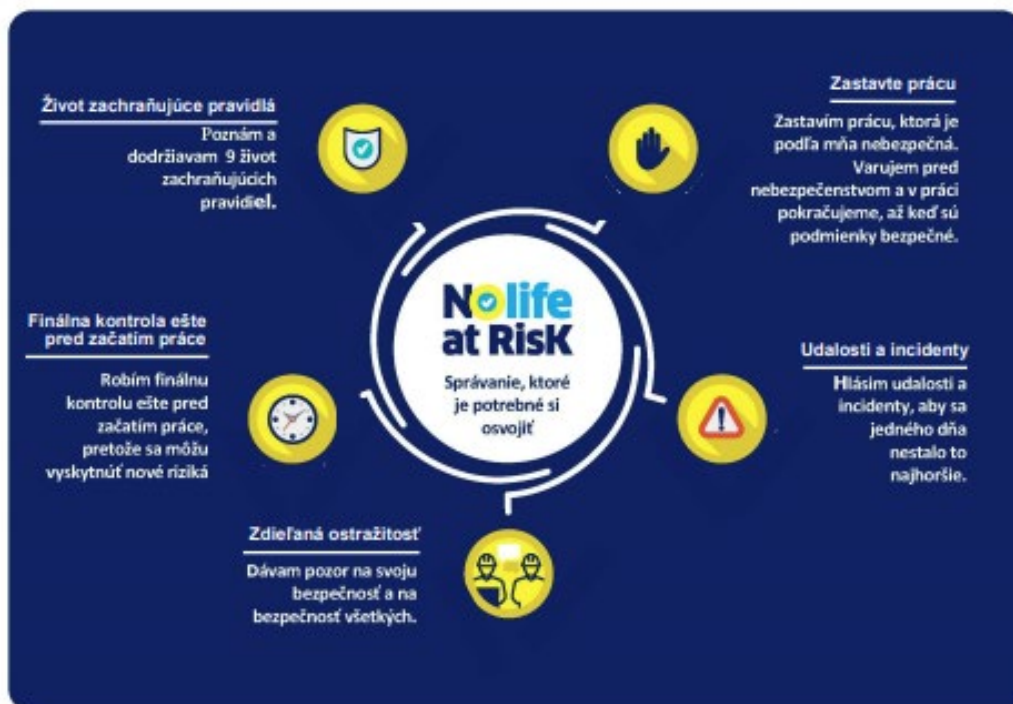 Život zachraňujúce pravidlá
Poznám a
dodržiavam 9 život
zachraňujúcich
pravidiel.
Zastavte prácu
Zastavím prácu, ktorá je
podľa mňa nebezpečná.
Varujem pred
nebezpečenstvom a v práci
pokračujeme, až keď sú
podmienky bezpečné.
No life
at Risk
Správanie, ktoré
je potrebné si
osvojiť
Finálna kontrola ešte
pred začatím práce
Robím finálnu
kontrolu ešte pred
začatím práce,
pretože sa môžu
vyskytnúť nové riziká
Udalosti a incidenty
Hlásim udalosti a
incidenty, aby sa
jedného dňa
nestalo to
najhoršie.
Zdieľaná ostražitosť
Dávam pozor na svoju
bezpečnosť a na
bezpečnosť všetkých.